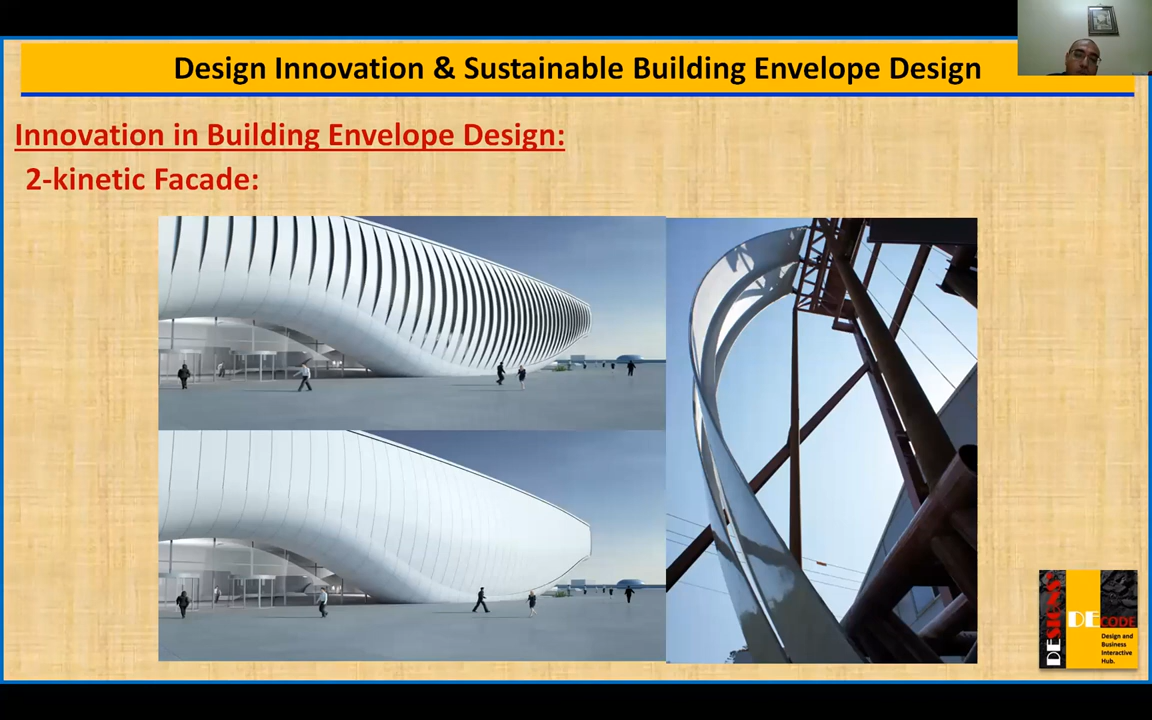 Design Innovation & Sustainable Building Envelope Design
Innovation in Building Envelope Design:
2-kinetic Facade:
DESIGNS
DECODE
Design and
Business
Interactive
Hub.